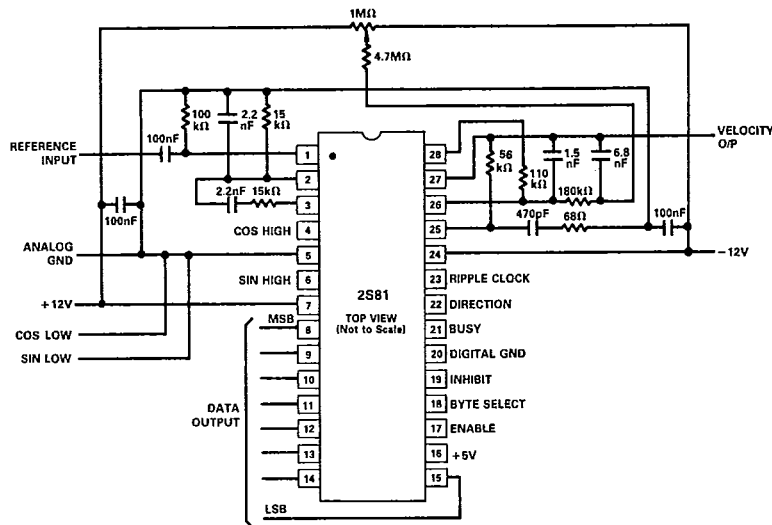 1MΩ
4.7MΩ
100
kΩ
2.2
nF
15
kΩ
100nF
REFERENCE
INPUT
2.2nF 15kΩ
100nF
COS HIGH
ANALOG
GND
SIN HIGH
+12V
COS LOW
SIN LOW
MSB
DATA
OUTPUT
LSB
1
2
3
4
5
6
7
8
9
10
11
12
13
14
2S81
TOP VIEW
(Not to Scale)
28
27
26
25
24
23
22
21
20
19
18
17
16
15
56
kΩ
110
kΩ
1.5
nF
6.8
nF
180kΩ
470pF 68Ω
100nF
VELOCITY
O/P
−12V
RIPPLE CLOCK
DIRECTION
BUSY
DIGITAL GND
INHIBIT
BYTE SELECT
ENABLE
+5V